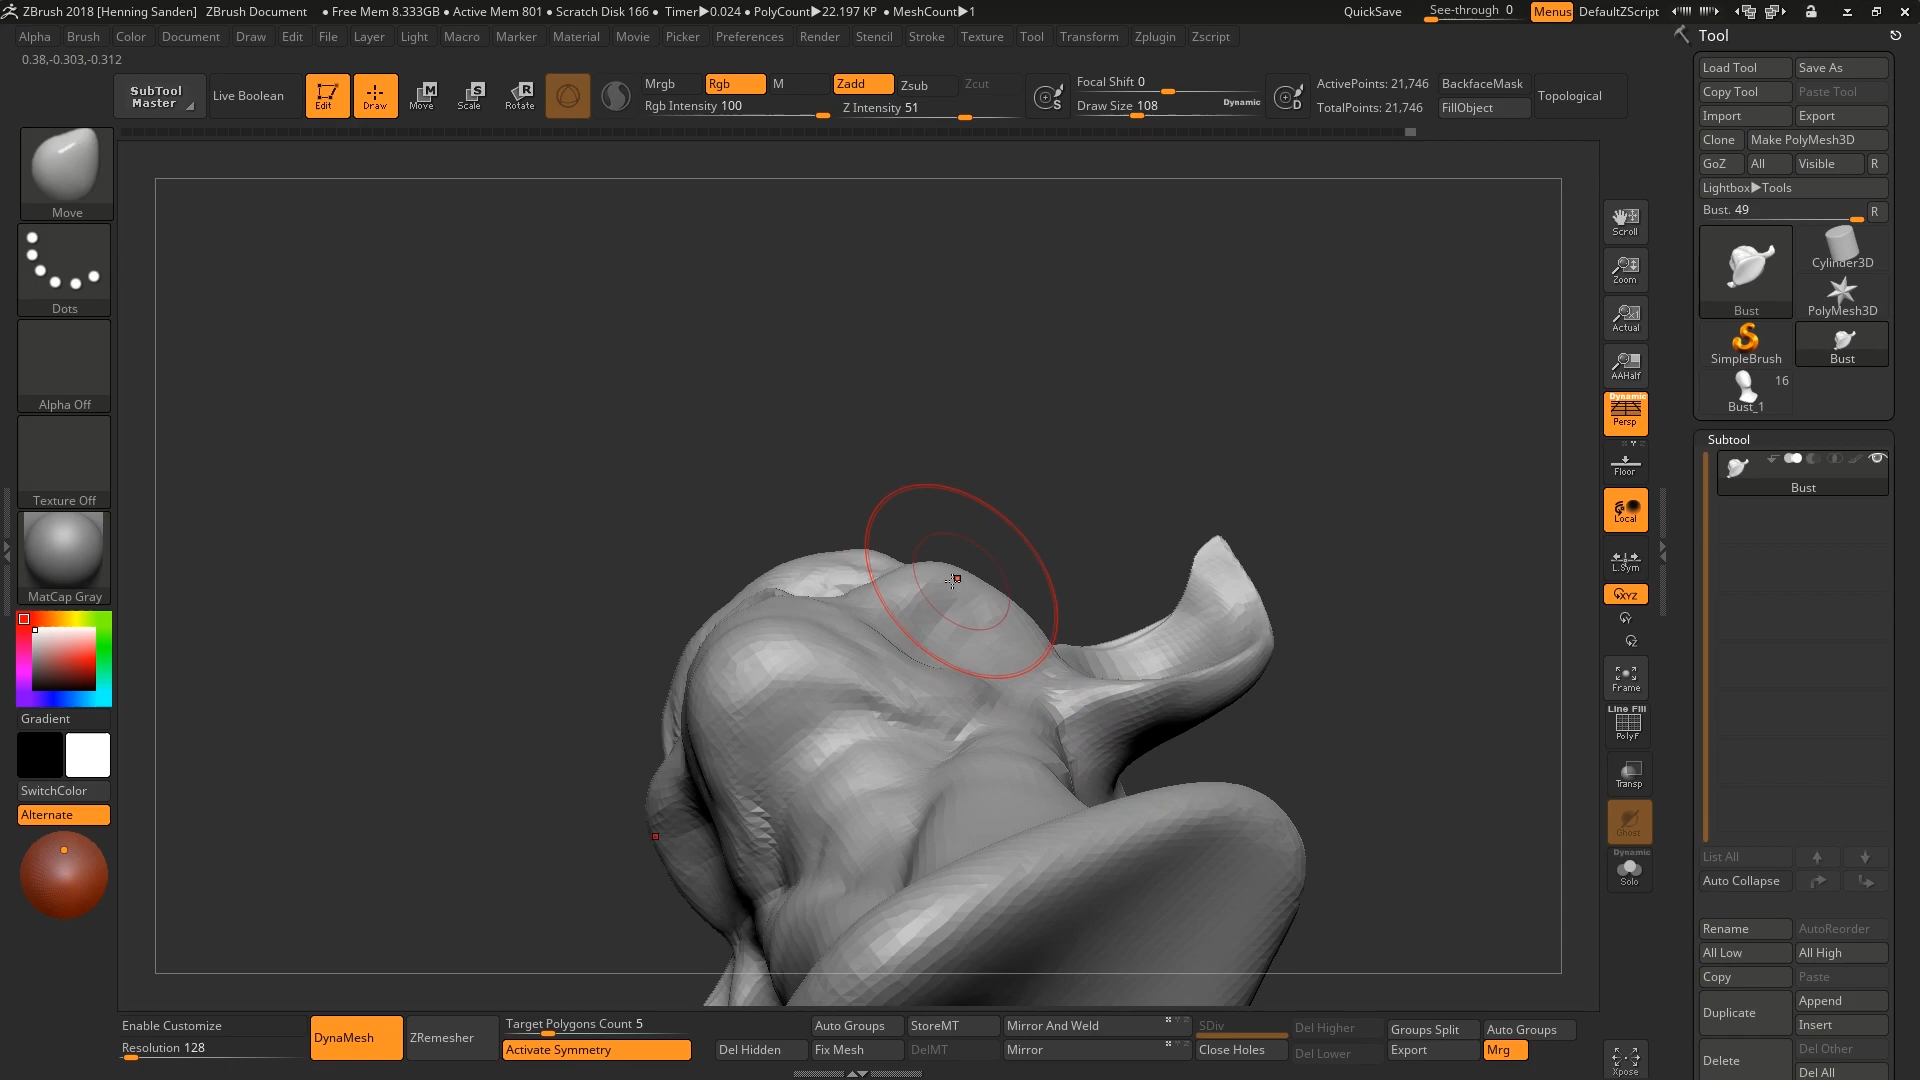 ZBrush 2018 [Henning Sanden] ZBrush Document • Free Mem 8.333GB • Active Mem 801 • Scratch Disk 166 • Timer▶0.024 • PolyCount▶22.197 KP • MeshCount▶1 QuickSave See-through 0 Menus DefaultZScript
Alpha Brush Color Document Draw Edit File Layer Light Macro Marker Material Movie Picker Preferences Render Stencil Stroke Texture Tool Transform Zplugin Zscript
Tool
0.38,-0.303,-0.312
SubTool Master
Live Boolean
Edit
Draw
Move
Scale
Rotate
Mrgb Rgb M Zadd Zsub Zcut
Rgb Intensity 100 Z Intensity 51
S
Focal Shift 0
Draw Size 108 Dynamic
D
ActivePoints: 21,746
TotalPoints: 21,746
BackfaceMask
FillObject
Topological
Load Tool Save As
Copy Tool Paste Tool
Import Export
Clone Make PolyMesh3D
GoZ All Visible R
Lightbox▶Tools
Bust. 49 R
Bust
Cylinder3D
PolyMesh3D
SimpleBrush
Bust
16
Bust_1
Subtool
Bust
List All
Auto Collapse
Rename AutoReorder
All Low All High
Copy Paste
Duplicate
Append
Insert
Delete
Del Other
Del All
Move
Dots
Alpha Off
Texture Off
MatCap Gray
Gradient
SwitchColor
Alternate
Scroll
Zoom
Actual
AAHalf
Dynamic
Persp
Floor
Local
L.Sym
XYZ
Frame
Line Fill
PolyF
Transp
Ghost
Dynamic
Solo
Xpose
Enable Customize
Resolution 128
DynaMesh
ZRemesher
Target Polygons Count 5
Activate Symmetry
Del Hidden
Auto Groups
Fix Mesh
StoreMT
DelMT
Mirror And Weld
Mirror
SDiv
Close Holes
Del Higher
Del Lower
Groups Split
Export
Auto Groups
Mrg